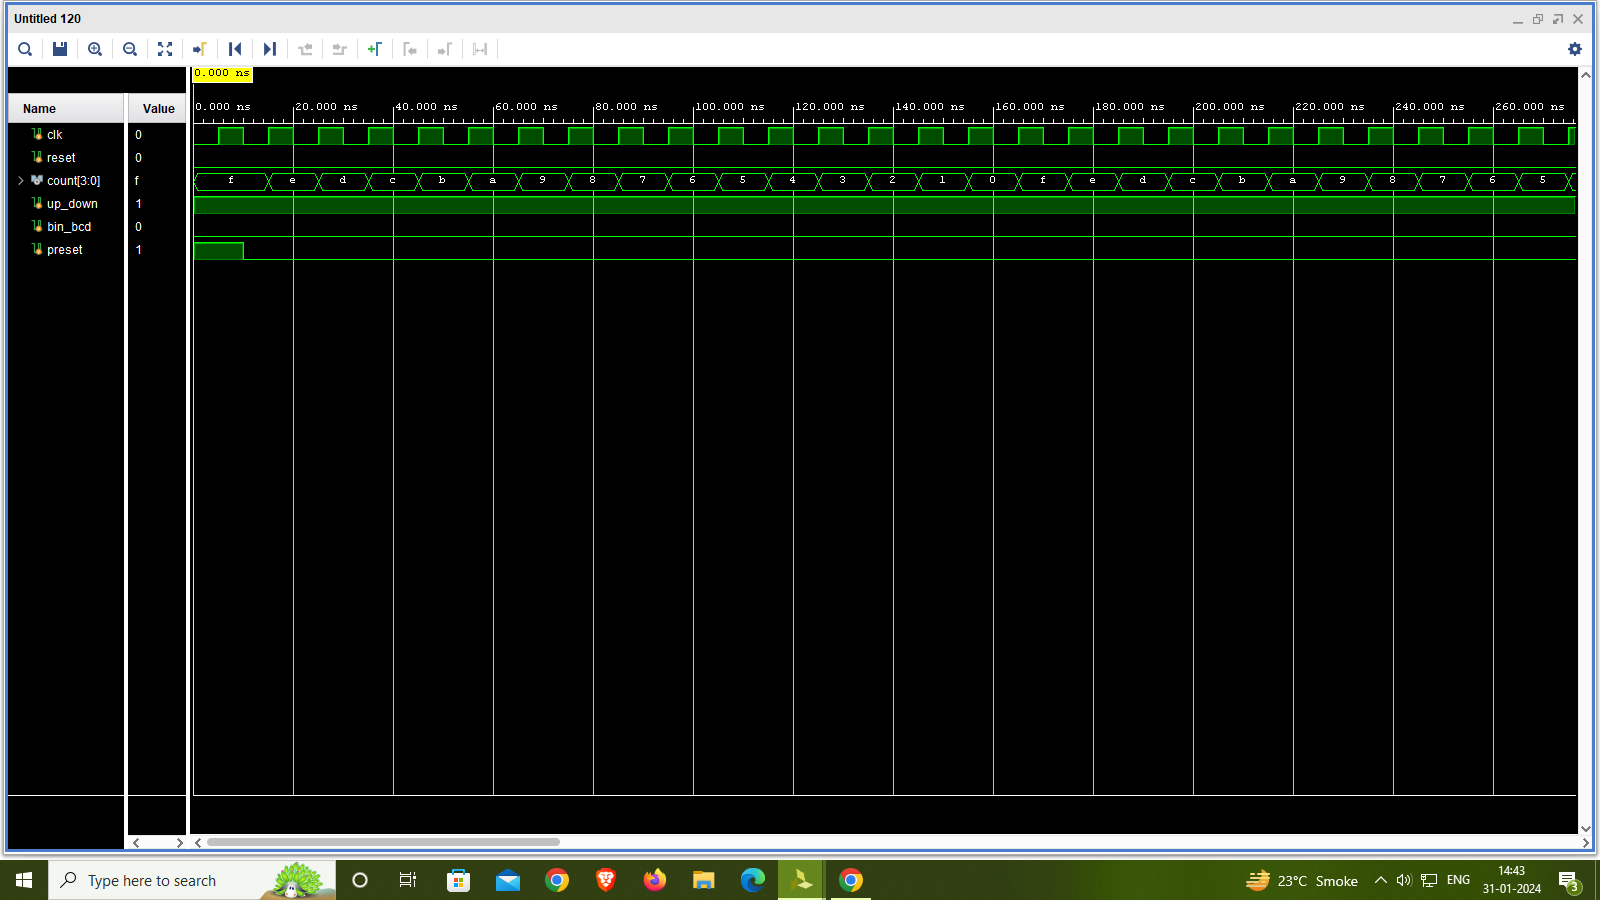 Untitled 120
0.000 ns
Name Value
0.000 ns 20.000 ns 40.000 ns 60.000 ns 80.000 ns 100.000 ns 120.000 ns 140.000 ns 160.000 ns 180.000 ns 200.000 ns 220.000 ns 240.000 ns 260.000 ns
clk 0
reset 0
count[3:0] f f e d c b a 9 8 7 6 5 4 3 2 1 0 f e d c b a 9 8 7 6 5
up_down 1
bin_bcd 0
preset 1
Type here to search
23°C Smoke
ENG
14:43
31-01-2024
3